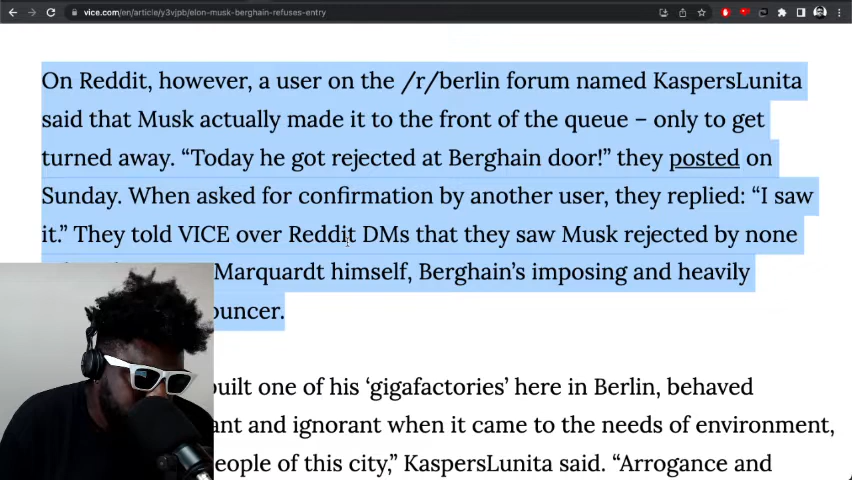 vice.com/en/article/y3vjpb/elon-musk-berghain-refuses-entry
On Reddit, however, a user on the /r/berlin forum named KaspersLunita
said that Musk actually made it to the front of the queue – only to get
turned away. “Today he got rejected at Berghain door!” they posted on
Sunday. When asked for confirmation by another user, they replied: “I saw
it.” They told VICE over Reddit DMs that they saw Musk rejected by none
Marquardt himself, Berghain’s imposing and heavily
built one of his ‘gigafactories’ here in Berlin, behaved
and ignorant when it came to the needs of environment,
of this city,” KaspersLunita said. “Arrogance and